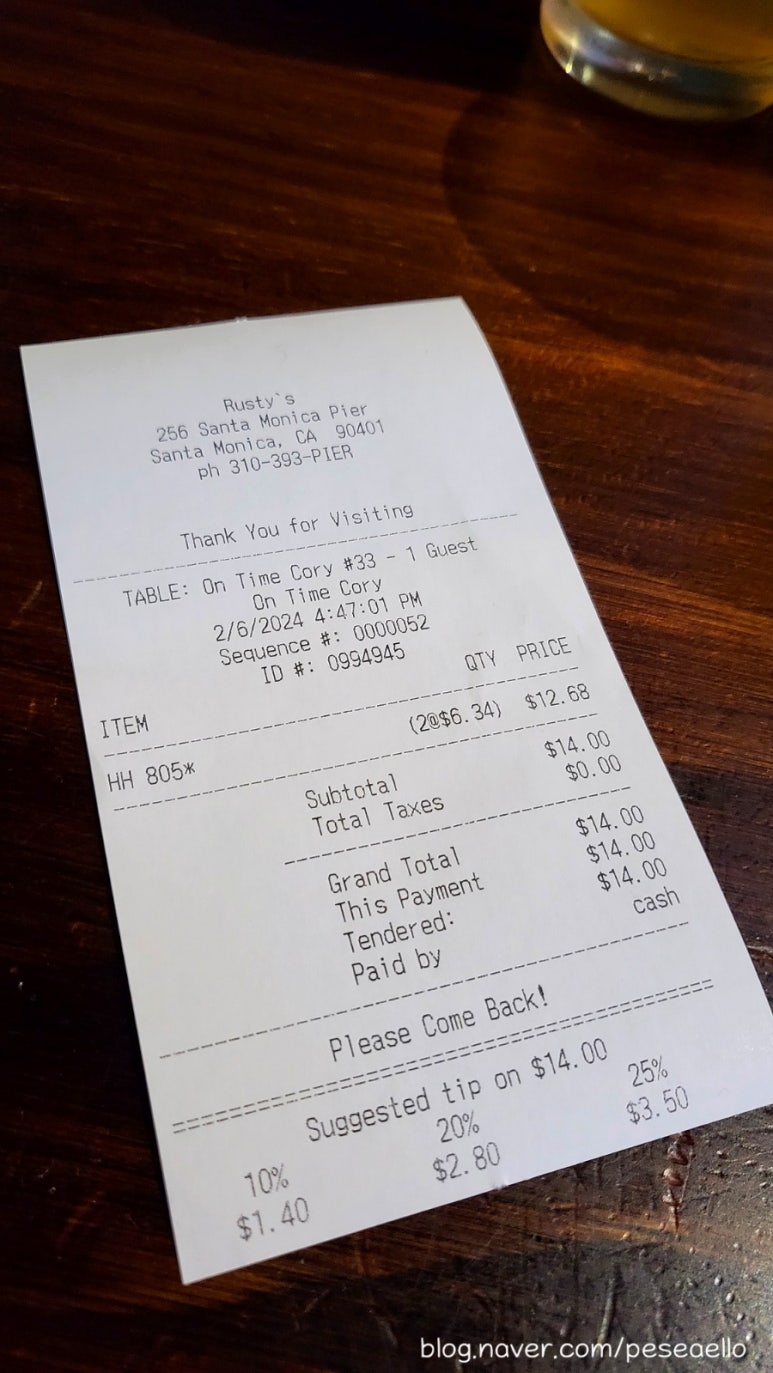 Rusty`s
256 Santa Monica Pier
Santa Monica, CA 90401
ph 310-393-PIER
Thank You for Visiting
TABLE: On Time Cory #33 - 1 Guest
On Time Cory
2/6/2024 4:47:01 PM
Sequence #: 0000052
ID #: 0994945
ITEM QTY PRICE
HH 805* (2@$6.34) $12.68
Subtotal $14.00
Total Taxes $0.00
Grand Total $14.00
This Payment $14.00
Tendered: $14.00
Paid by cash
Please Come Back!
Suggested tip on $14.00
10% 20% 25%
$1.40 $2.80 $3.50
blog.naver.com/peseaello